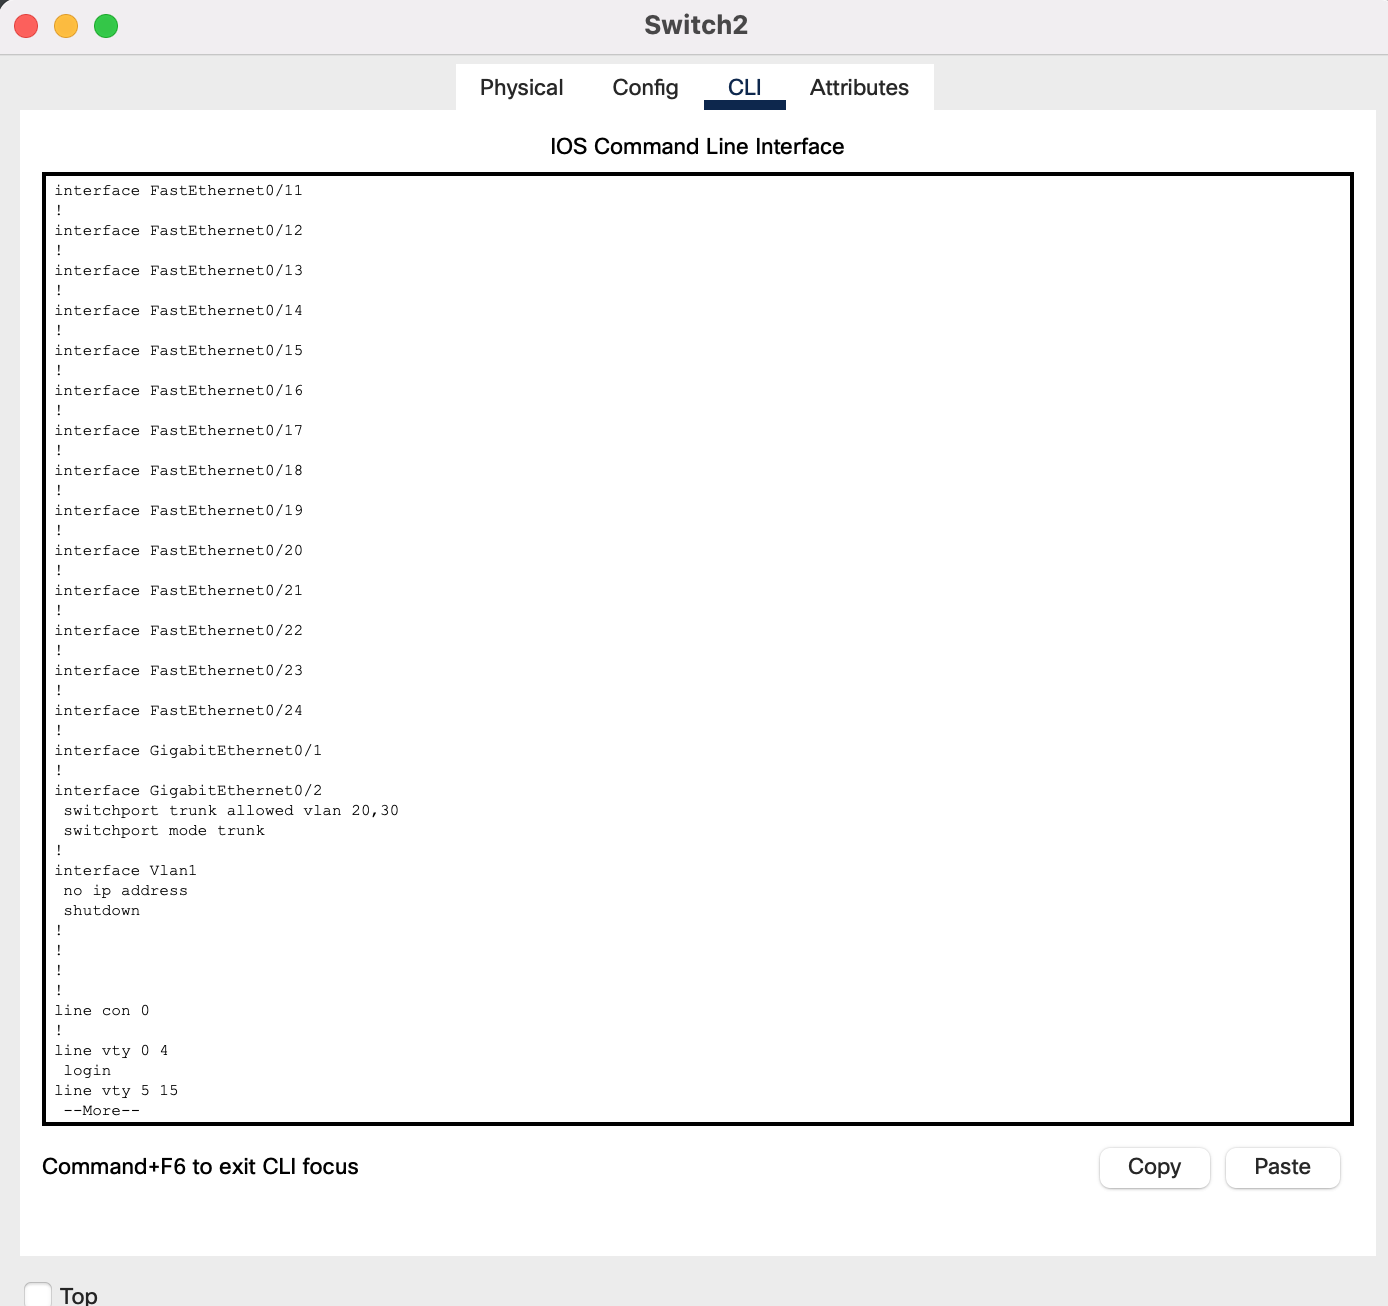 Switch2
Physical Config CLI Attributes
IOS Command Line Interface
interface FastEthernet0/11
!
interface FastEthernet0/12
!
interface FastEthernet0/13
!
interface FastEthernet0/14
!
interface FastEthernet0/15
!
interface FastEthernet0/16
!
interface FastEthernet0/17
!
interface FastEthernet0/18
!
interface FastEthernet0/19
!
interface FastEthernet0/20
!
interface FastEthernet0/21
!
interface FastEthernet0/22
!
interface FastEthernet0/23
!
interface FastEthernet0/24
!
interface GigabitEthernet0/1
!
interface GigabitEthernet0/2
 switchport trunk allowed vlan 20,30
 switchport mode trunk
!
interface Vlan1
 no ip address
 shutdown
!
!
!
!
line con 0
!
line vty 0 4
 login
line vty 5 15
 --More--
Command+F6 to exit CLI focus
Copy Paste
Top